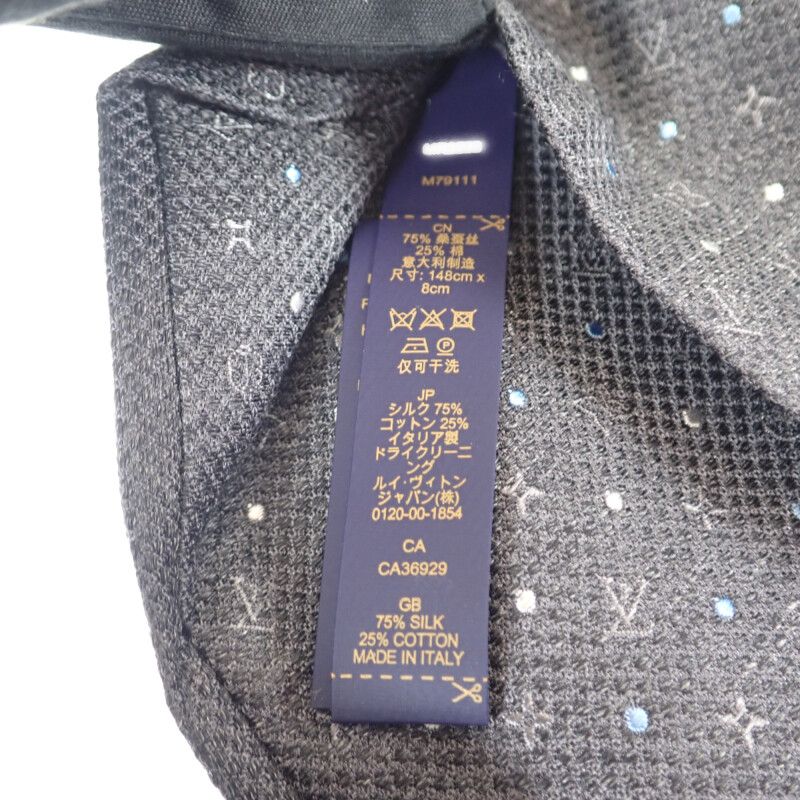 M79111
CN
75% 桑蚕丝
25% 棉
意大利制造
尺寸: 148cm x
8cm
P
仅可干洗
JP
シルク 75%
コットン 25%
イタリア製
ドライクリーニ
ング
ルイ・ヴィトン
ジャパン(株)
0120-00-1854
CA
CA36929
GB
75% SILK
25% COTTON
MADE IN ITALY